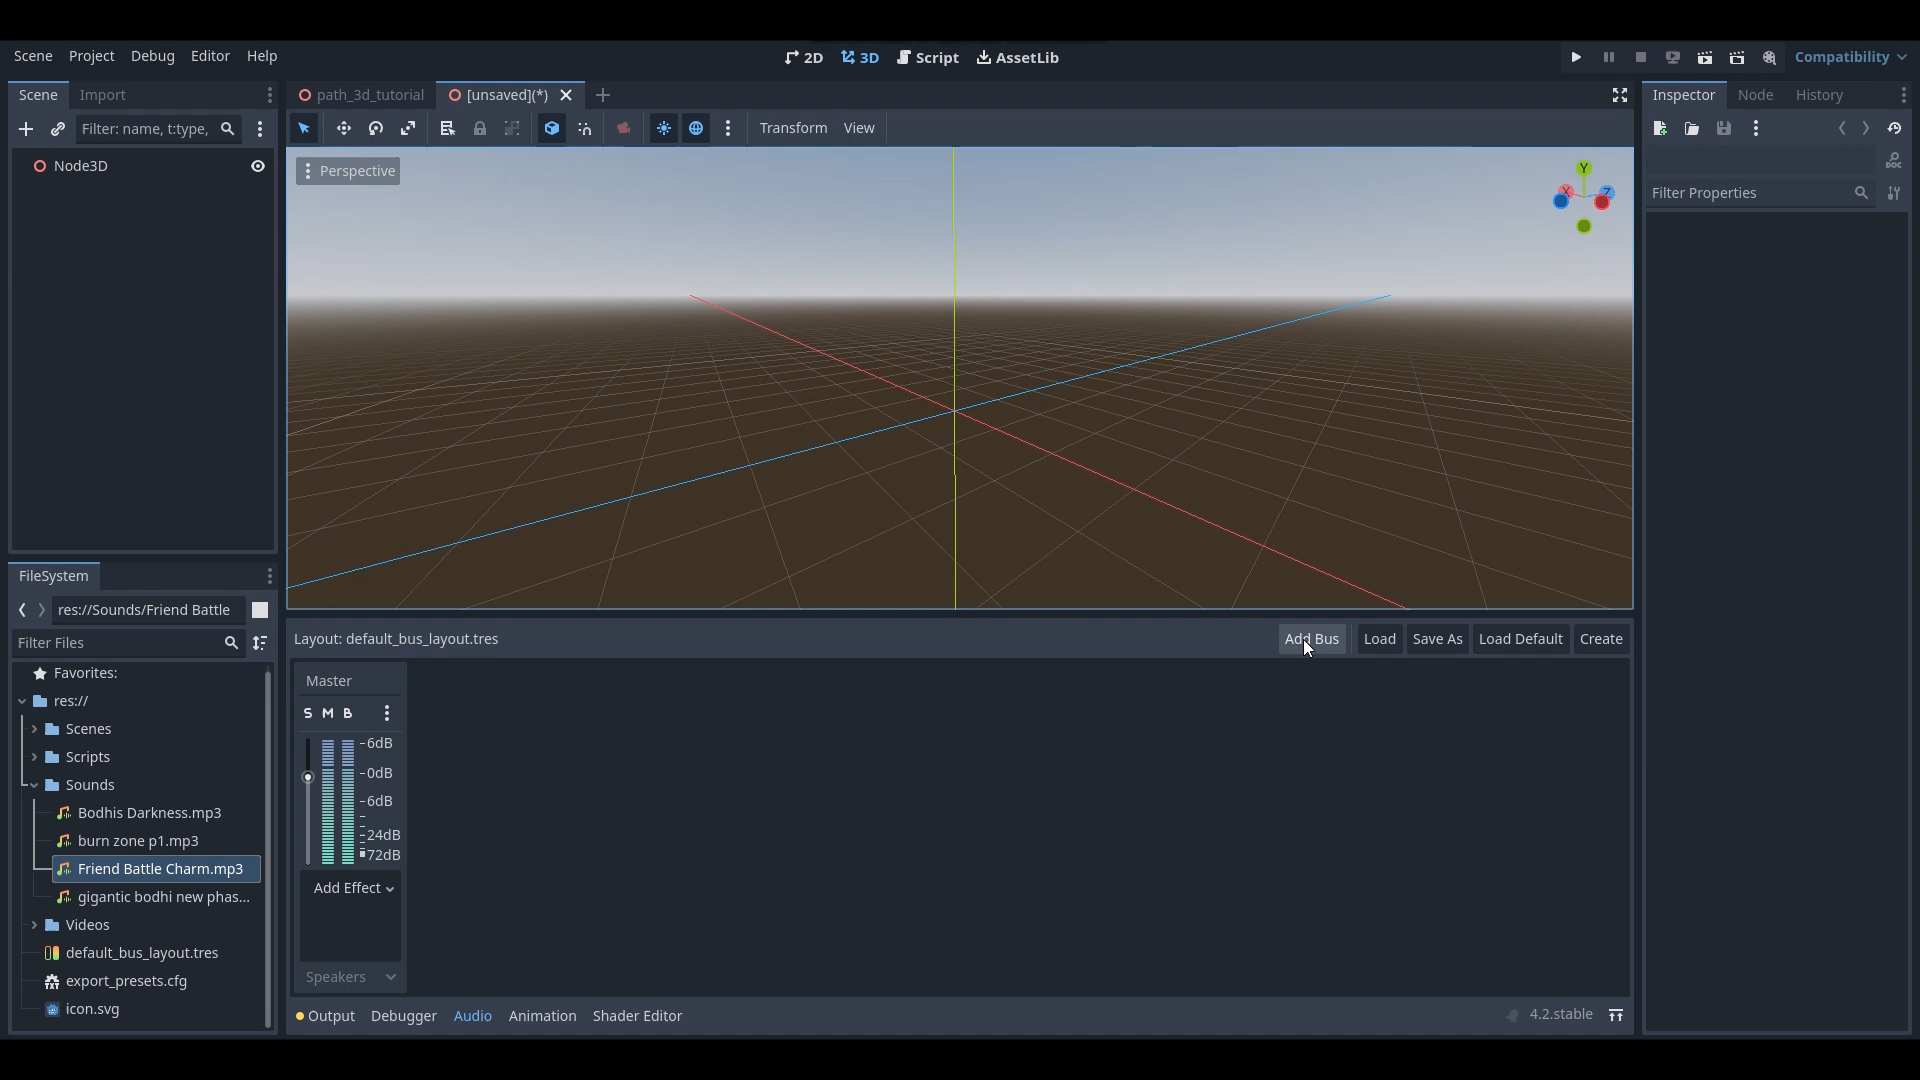 Scene Project Debug Editor Help
2D 3D Script AssetLib
Compatibility
Scene Import
Filter: name, t:type,
Node3D
path_3d_tutorial [unsaved](*)
Transform View
Perspective
Y
X
Z
Inspector Node History
DOC
Filter Properties
FileSystem
res://Sounds/Friend Battle
Filter Files
Favorites:
res://
Scenes
Scripts
Sounds
Bodhis Darkness.mp3
burn zone p1.mp3
Friend Battle Charm.mp3
gigantic bodhi new phas...
Videos
default_bus_layout.tres
export_presets.cfg
icon.svg
Layout: default_bus_layout.tres
Add Bus Load Save As Load Default Create
Master
S M B
-6dB
-0dB
-6dB
-24dB
72dB
Add Effect
Speakers
Output Debugger Audio Animation Shader Editor
4.2.stable